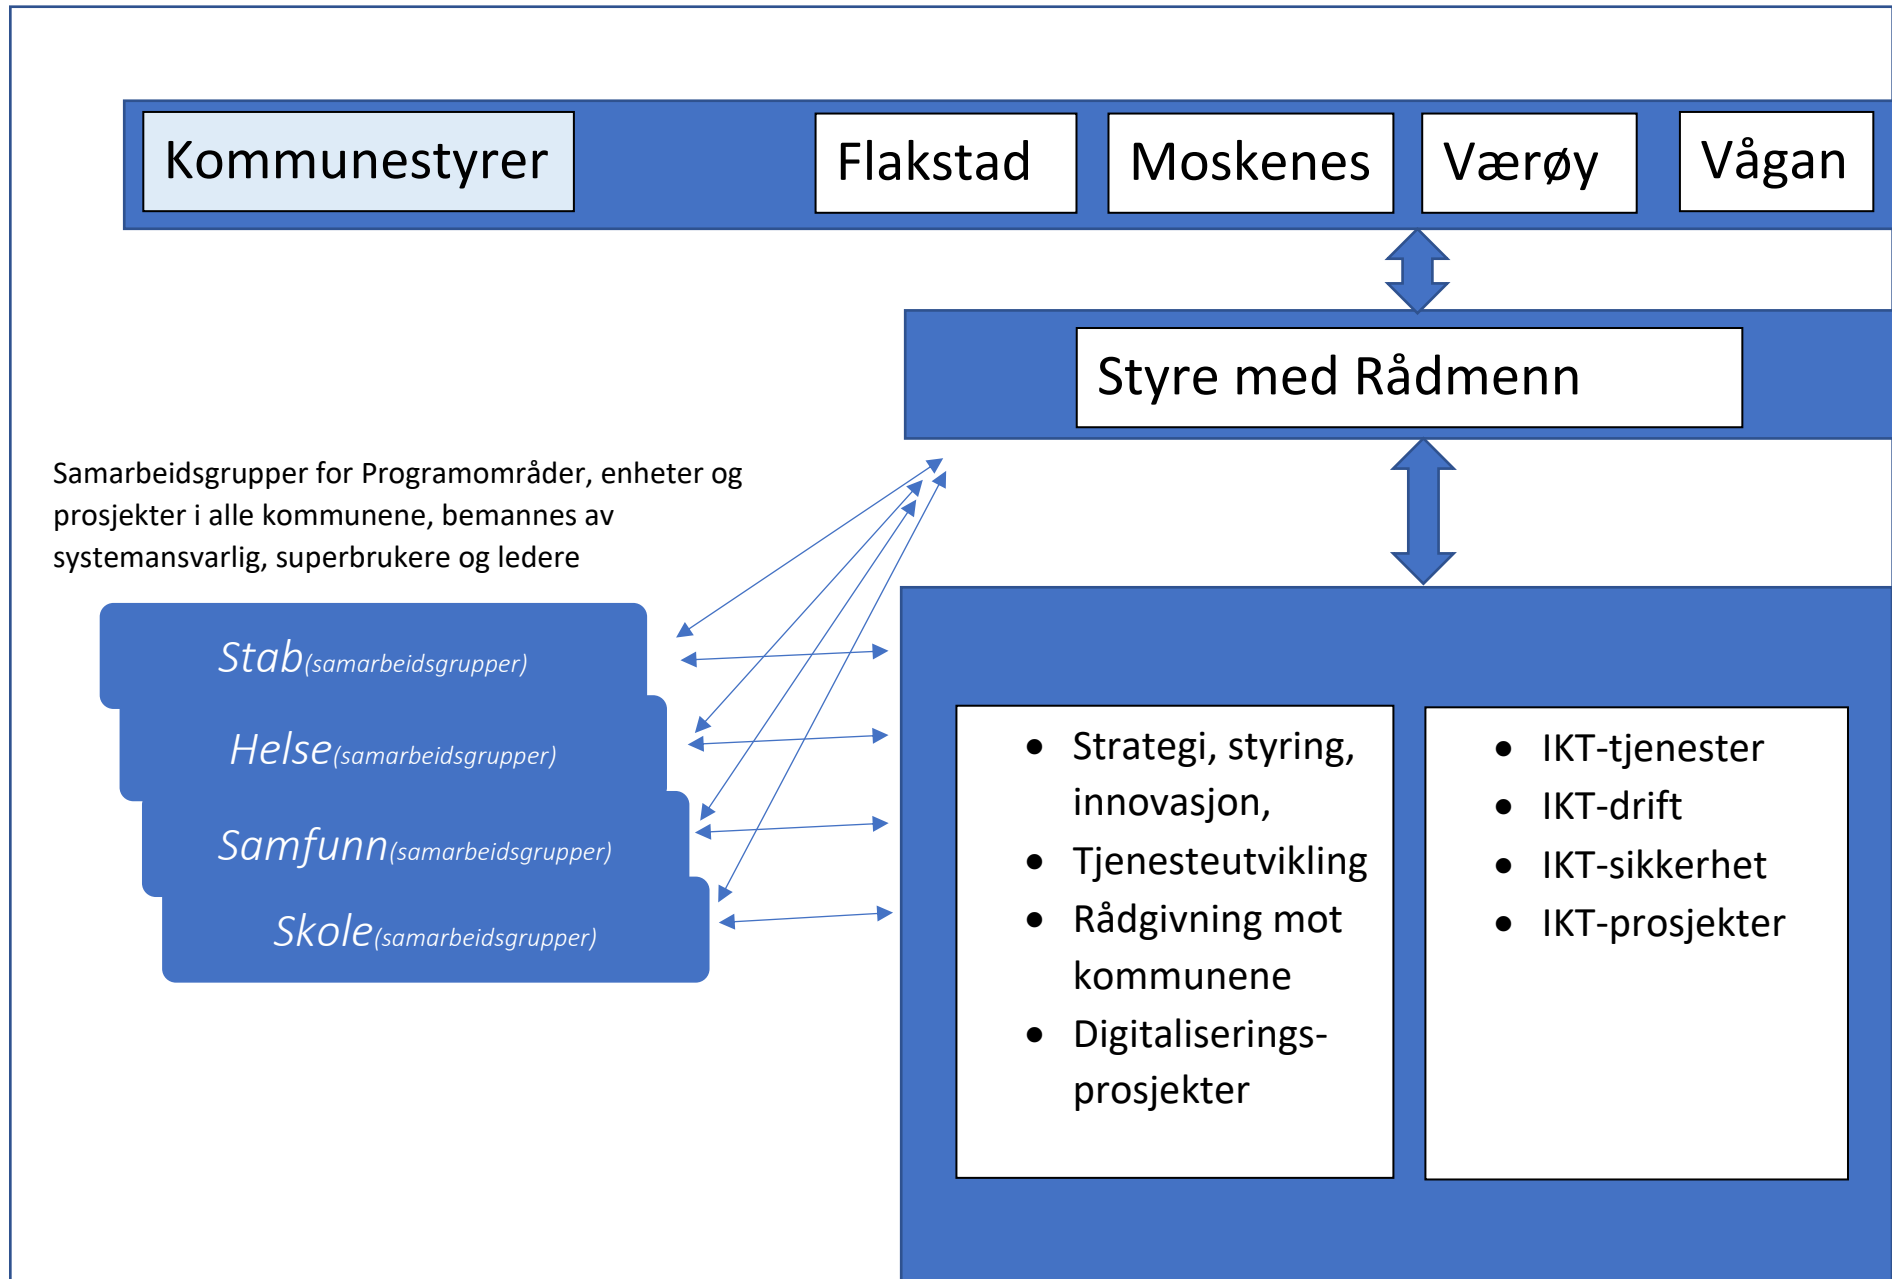 Kommunestyrer
Flakstad
Moskenes
Værøy
Vågan
Styre med Rådmenn
Samarbeidsgrupper for Programområder, enheter og
prosjekter i alle kommunene, bemannes av
systemansvarlig, superbrukere og ledere
Stab(samarbeidsgrupper)
Helse(samarbeidsgrupper)
Samfunn(samarbeidsgrupper)
Skole(samarbeidsgrupper)
• Strategi, styring,
innovasjon,
• Tjenesteutvikling
• Rådgivning mot
kommunene
• Digitaliserings-
prosjekter
• IKT-tjenester
• IKT-drift
• IKT-sikkerhet
• IKT-prosjekter